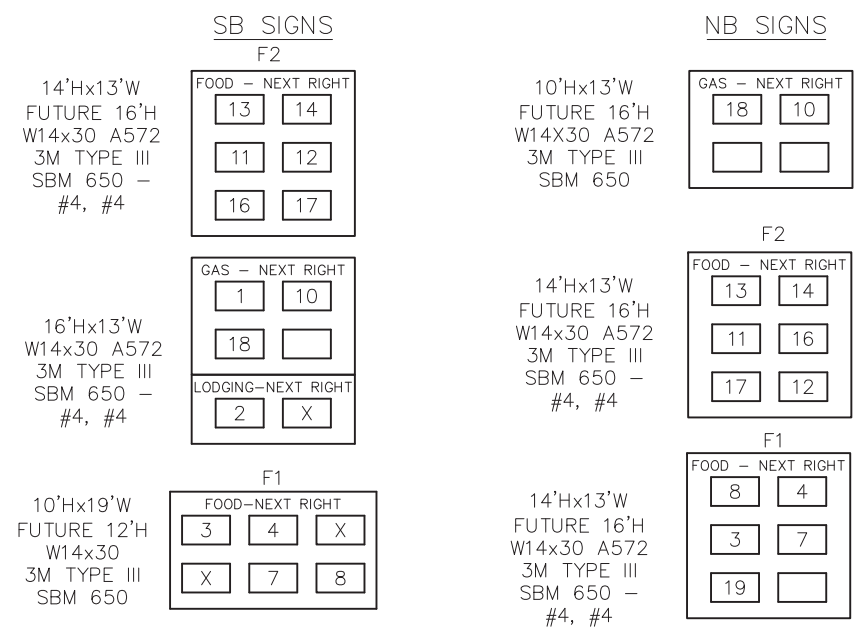 SB SIGNS
F2
14'Hx13'W
FUTURE 16'H
W14x30 A572
3M TYPE III
SBM 650 –
#4, #4
FOOD – NEXT RIGHT
13 14
11 12
16 17
16'Hx13'W
W14x30 A572
3M TYPE III
SBM 650 –
#4, #4
GAS – NEXT RIGHT
1 10
18
LODGING–NEXT RIGHT
2 X
F1
10'Hx19'W
FUTURE 12'H
W14x30
3M TYPE III
SBM 650
FOOD–NEXT RIGHT
3 4 X
X 7 8
NB SIGNS
10'Hx13'W
FUTURE 16'H
W14X30 A572
3M TYPE III
SBM 650
GAS – NEXT RIGHT
18 10
F2
14'Hx13'W
FUTURE 16'H
W14x30 A572
3M TYPE III
SBM 650 –
#4, #4
FOOD – NEXT RIGHT
13 14
11 16
17 12
F1
14'Hx13'W
FUTURE 16'H
W14x30 A572
3M TYPE III
SBM 650 –
#4, #4
FOOD – NEXT RIGHT
8 4
3 7
19